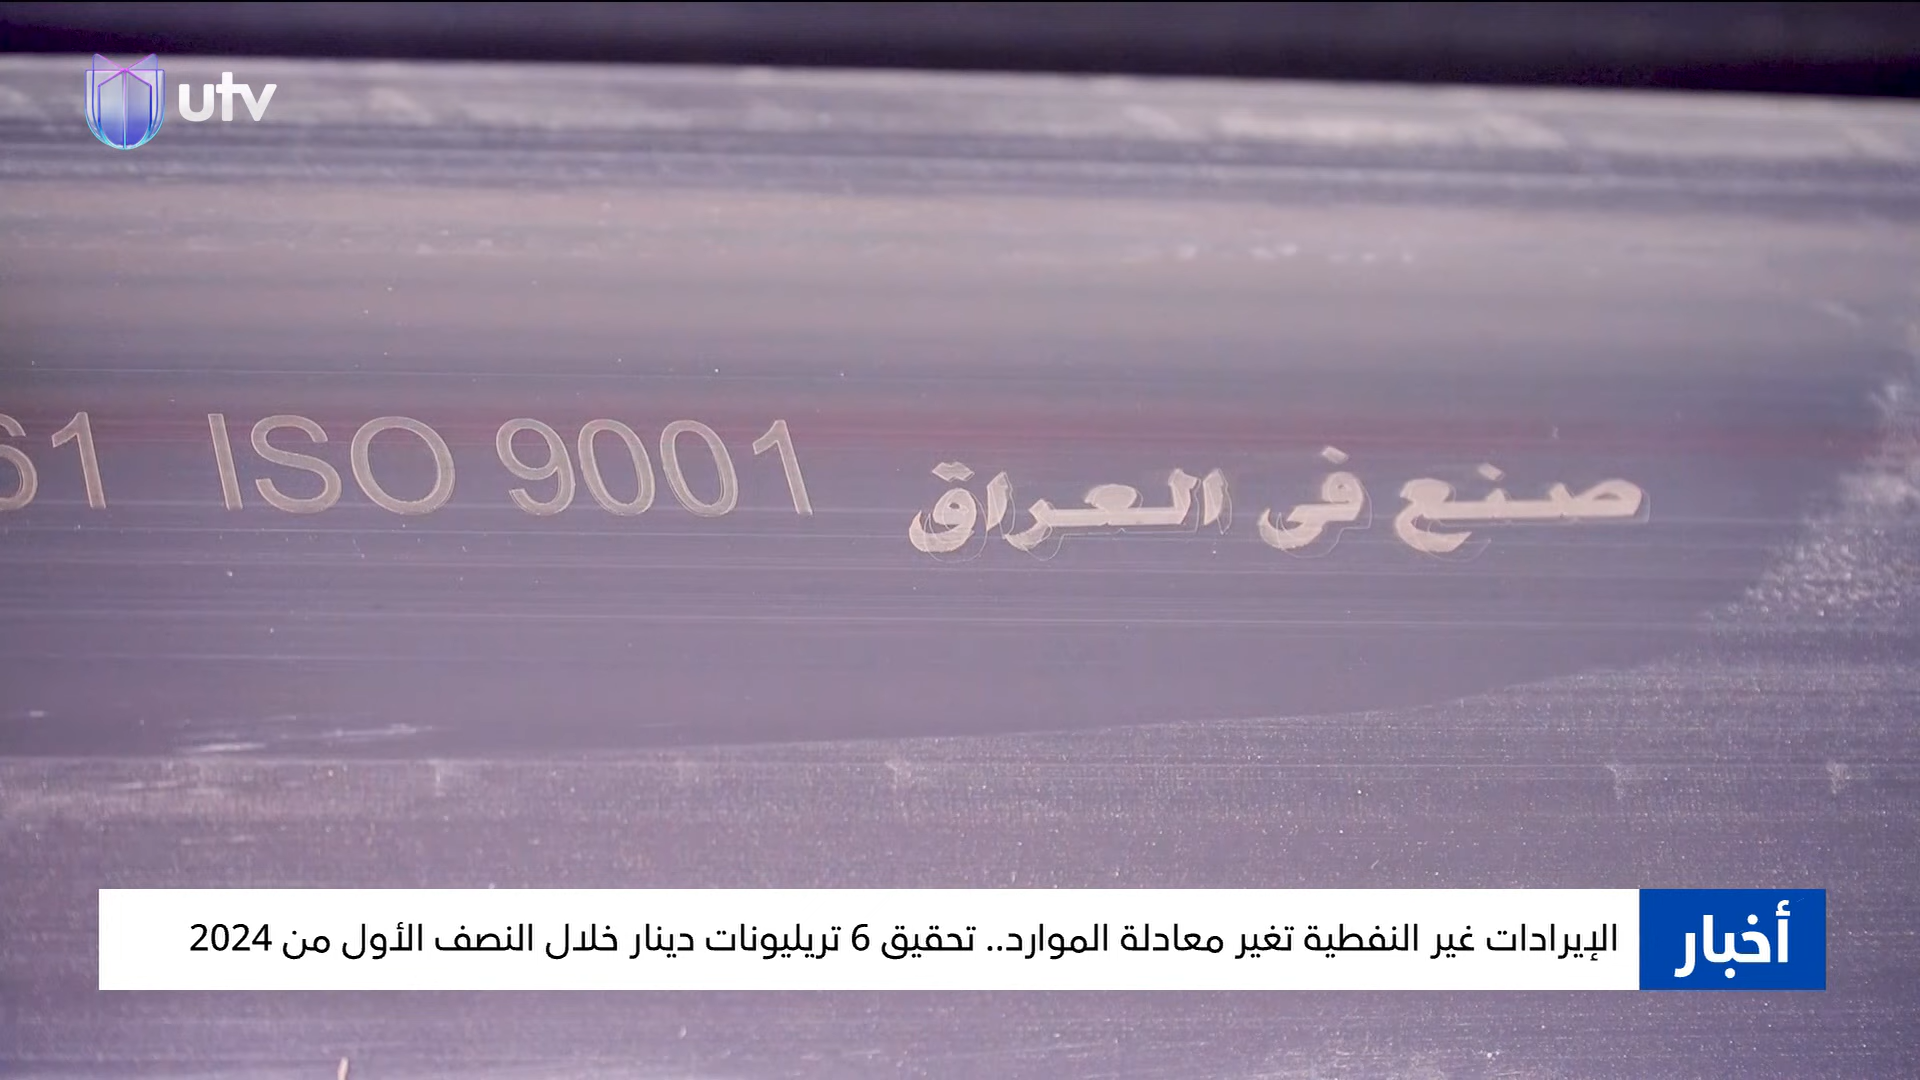 utv
61 ISO 9001 صنع في العراق
أخبار
الإيرادات غير النفطية تغير معادلة الموارد.. تحقيق 6 تريليونات دينار خلال النصف الأول من 2024